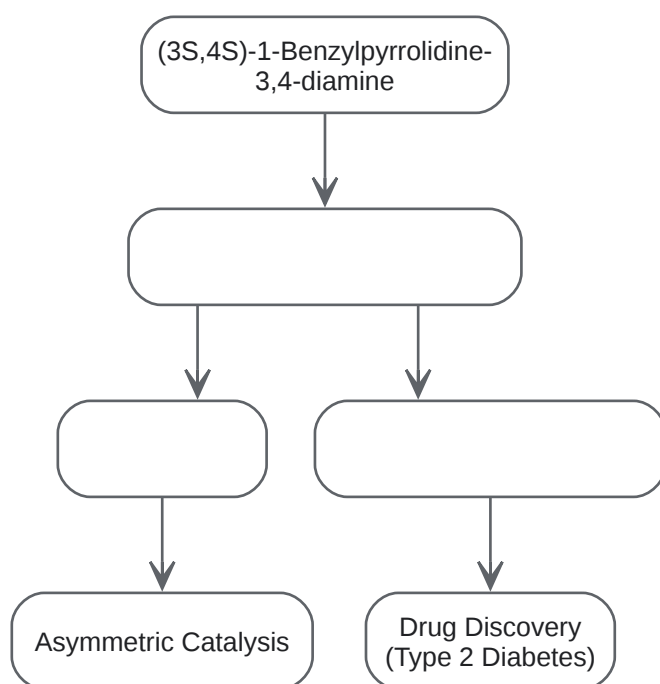 (3S,4S)-1-Benzylpyrrolidine-
3,4-diamine
Asymmetric Catalysis
Drug Discovery
(Type 2 Diabetes)